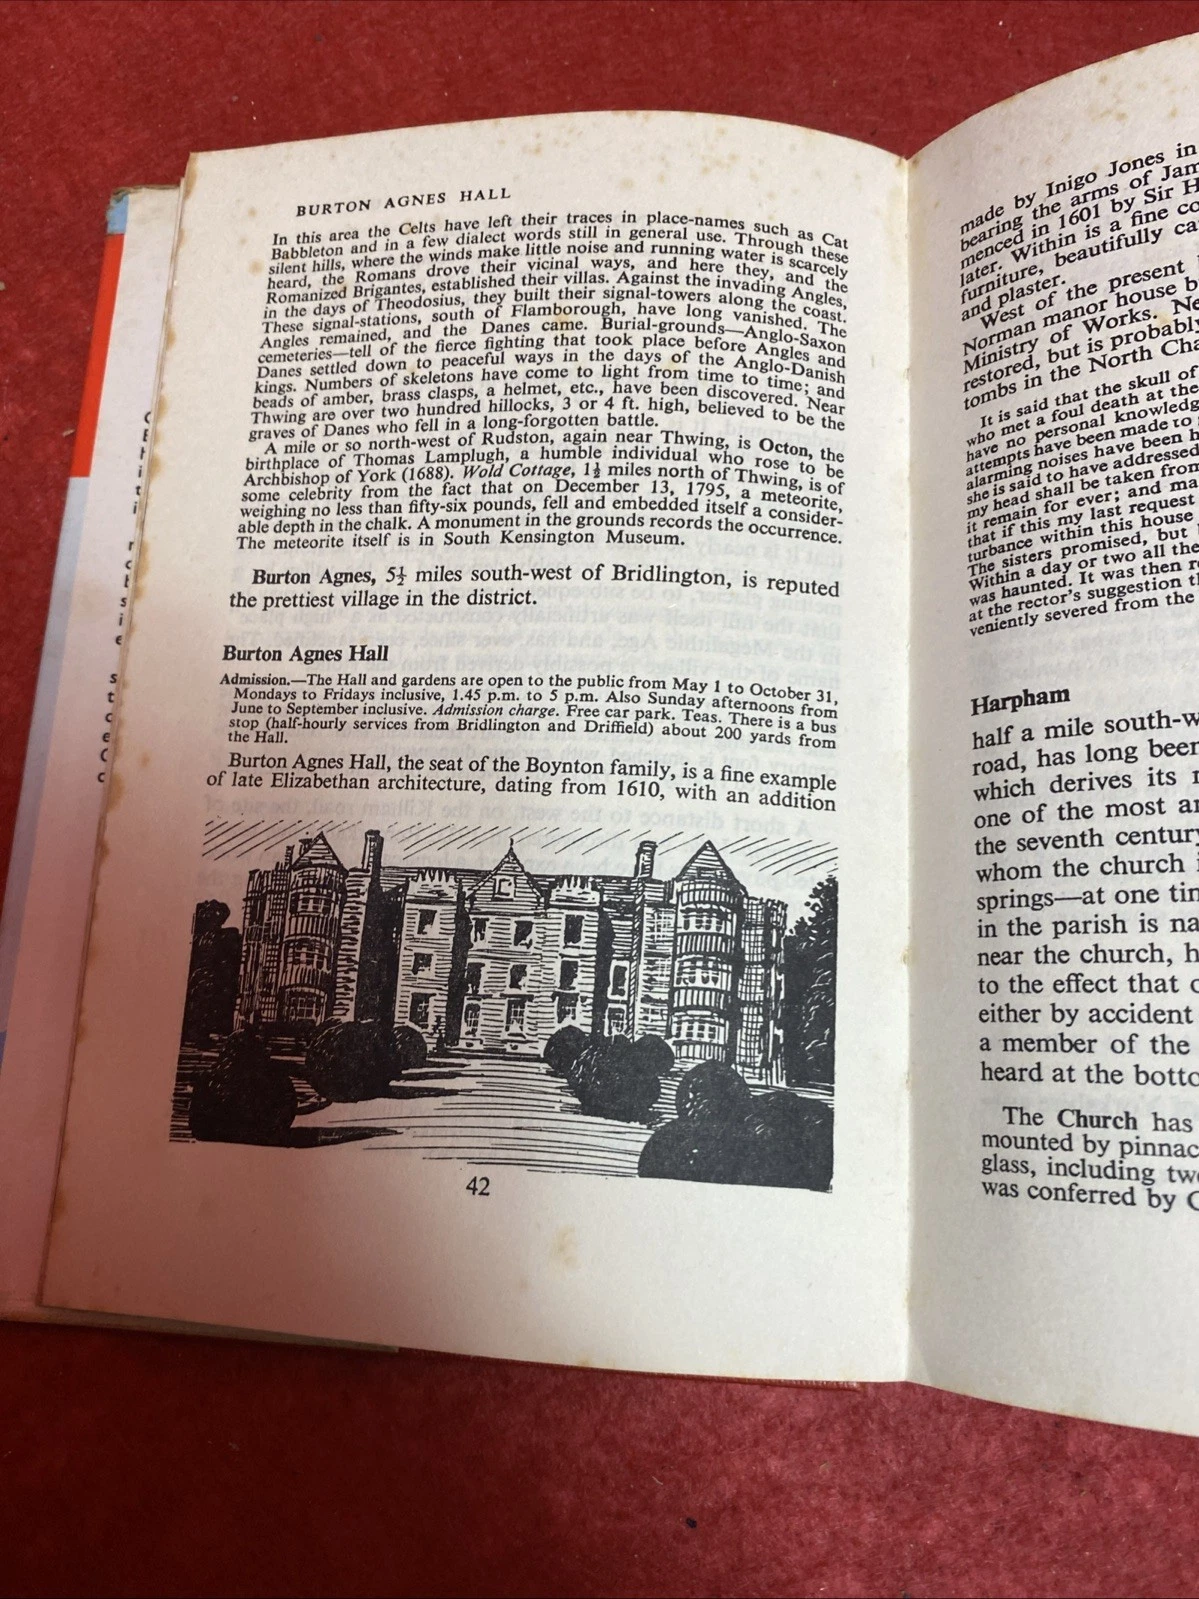 BURTON AGNES HALL
In this area the Celts have left their traces in place-names such as Cat
Babbleton and in a few dialect words still in general use. Through these
silent hills, where the winds make little noise and running water is scarcely
heard, the Romans drove their vicinal ways, and here they, and the
Romanized Brigantes, established their villas. Against the invading Angles,
in the days of Theodosius, they built their signal-towers along the coast.
These signal-stations, south of Flamborough, have long vanished. The
Angles remained, and the Danes came. Burial-grounds—Anglo-Saxon
cemeteries—tell of the fierce fighting that took place before Angles and
Danes settled down to peaceful ways in the days of the Anglo-Danish
kings. Numbers of skeletons have come to light from time to time; and
beads of amber, brass clasps, a helmet, etc., have been discovered. Near
Thwing are over two hundred hillocks, 3 or 4 ft. high, believed to be the
graves of Danes who fell in a long-forgotten battle.
A mile or so north-west of Rudston, again near Thwing, is Octon, the
birthplace of Thomas Lamplugh, a humble individual who rose to be
Archbishop of York (1688). Wold Cottage, 1½ miles north of Thwing, is of
some celebrity from the fact that on December 13, 1795, a meteorite,
weighing no less than fifty-six pounds, fell and embedded itself a consider-
able depth in the chalk. A monument in the grounds records the occurrence.
The meteorite itself is in South Kensington Museum.
Burton Agnes, 5½ miles south-west of Bridlington, is reputed
the prettiest village in the district.
Burton Agnes Hall
Admission.—The Hall and gardens are open to the public from May 1 to October 31,
Mondays to Fridays inclusive, 1.45 p.m. to 5 p.m. Also Sunday afternoons from
June to September inclusive. Admission charge. Free car park. Teas. There is a bus
stop (half-hourly services from Bridlington and Driffield) about 200 yards from
the Hall.
Burton Agnes Hall, the seat of the Boynton family, is a fine example
of late Elizabethan architecture, dating from 1610, with an addition
42
made by Inigo Jones in
bearing the arms of Jam
menced in 1601 by Sir H
later. Within is a fine co
furniture, beautifully ca
and plaster.
West of the present
Norman manor house b
Ministry of Works. Ne
restored, but is probably
tombs in the North Cha
It is said that the skull of
who met a foul death at the
have no personal knowledg
attempts have been made to
alarming noises have been h
she is said to have addressed
my head shall be taken from
it remain for ever; and ma
that if this my last request
turbance within this house
The sisters promised, but
Within a day or two all the
was haunted. It was then re
at the rector's suggestion th
veniently severed from the
Harpham
half a mile south-w
road, has long been
which derives its n
one of the most an
the seventh century
whom the church i
springs—at one tim
in the parish is na
near the church, h
to the effect that o
either by accident
a member of the
heard at the botto
The Church has
mounted by pinnac
glass, including two
was conferred by C